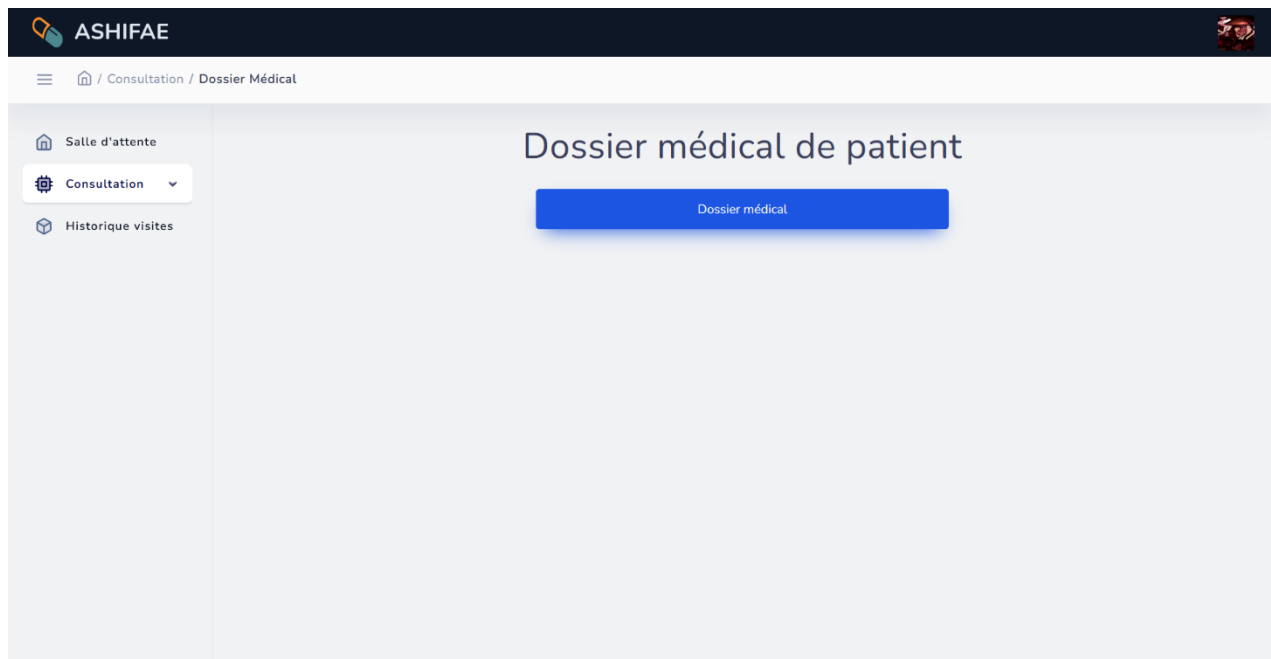 ASHIFAE
/ Consultation / Dossier Médical
Salle d'attente
Consultation
Historique visites
Dossier médical de patient
Dossier médical